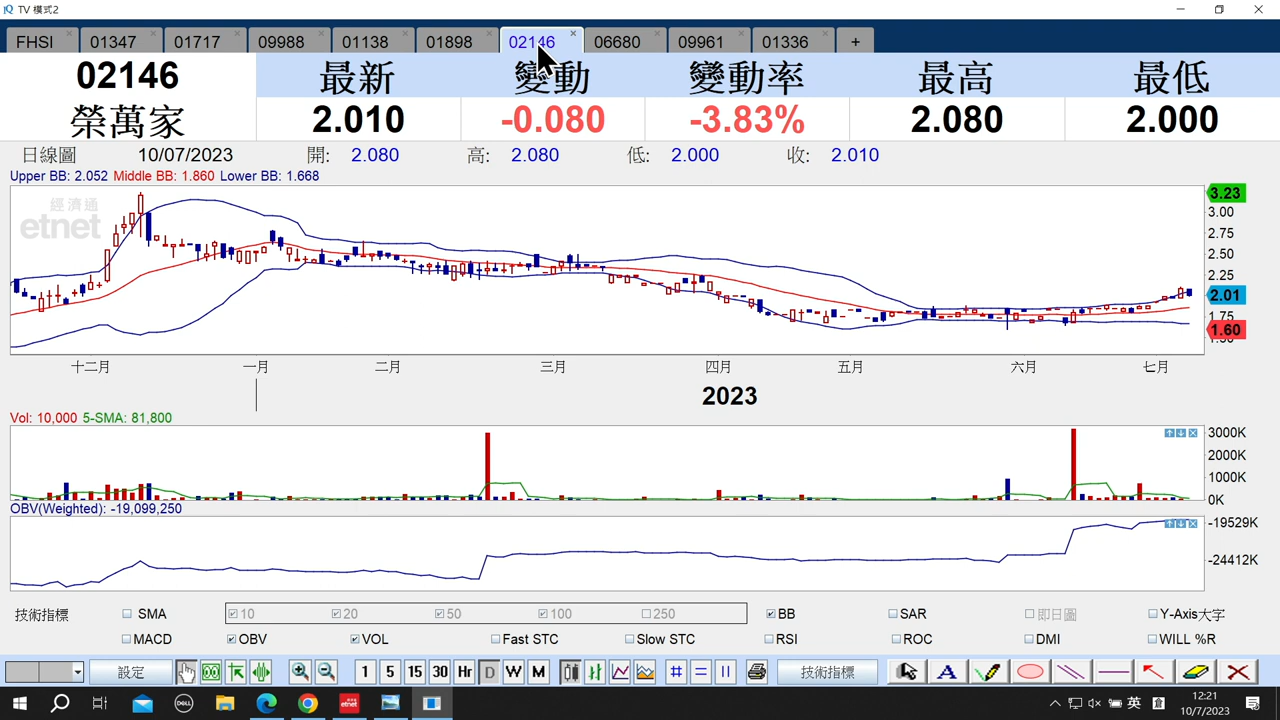 TV 模式2
FHSI 01347 01717 09988 01138 01898 02146 06680 09961 01336 +
02146 最新 變動 變動率 最高 最低
榮萬家 2.010 -0.080 -3.83% 2.080 2.000
日線圖 10/07/2023 開: 2.080 高: 2.080 低: 2.000 收: 2.010
Upper BB: 2.052 Middle BB: 1.860 Lower BB: 1.668
經濟通
etnet
3.23
3.00
2.75
2.50
2.25
2.01
1.75
1.60
十二月 一月 二月 三月 四月 五月 六月 七月
2023
Vol: 10,000 5-SMA: 81,800
3000K
2000K
1000K
0K
OBV(Weighted): -19,099,250
-19529K
-24412K
技術指標 SMA 10 20 50 100 250 BB SAR 即日圖 Y-Axis大字
MACD OBV VOL Fast STC Slow STC RSI ROC DMI WILL %R
設定 1 5 15 30 Hr D W M 技術指標 A
英 12:21
10/7/2023